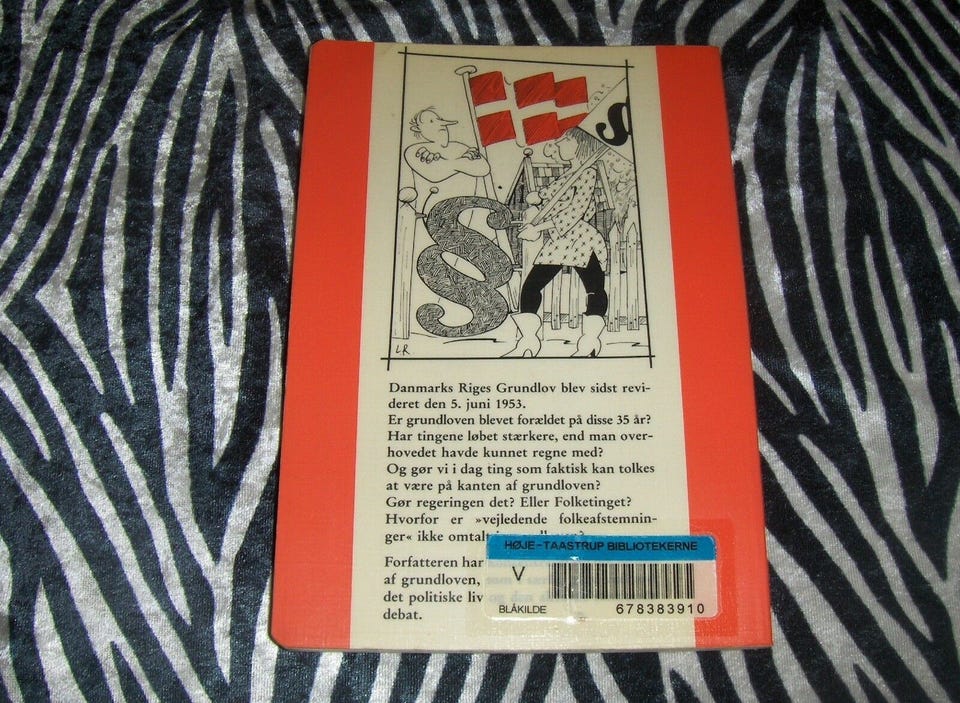 LR
Danmarks Riges Grundlov blev sidst revi-
deret den 5. juni 1953.
Er grundloven blevet forældet på disse 35 år?
Har tingene løbet stærkere, end man over-
hovedet havde kunnet regne med?
Og gør vi i dag ting som faktisk kan tolkes
at være på kanten af grundloven?
Gør regeringen det? Eller Folketinget?
Hvorfor er »vejledende folkeafstemnin-
ger« ikke omtalt
Forfatteren har
af grundloven,
det politiske liv
debat.
HØJE-TAASTRUP BIBLIOTEKERNE
V
BLÅKILDE
678383910